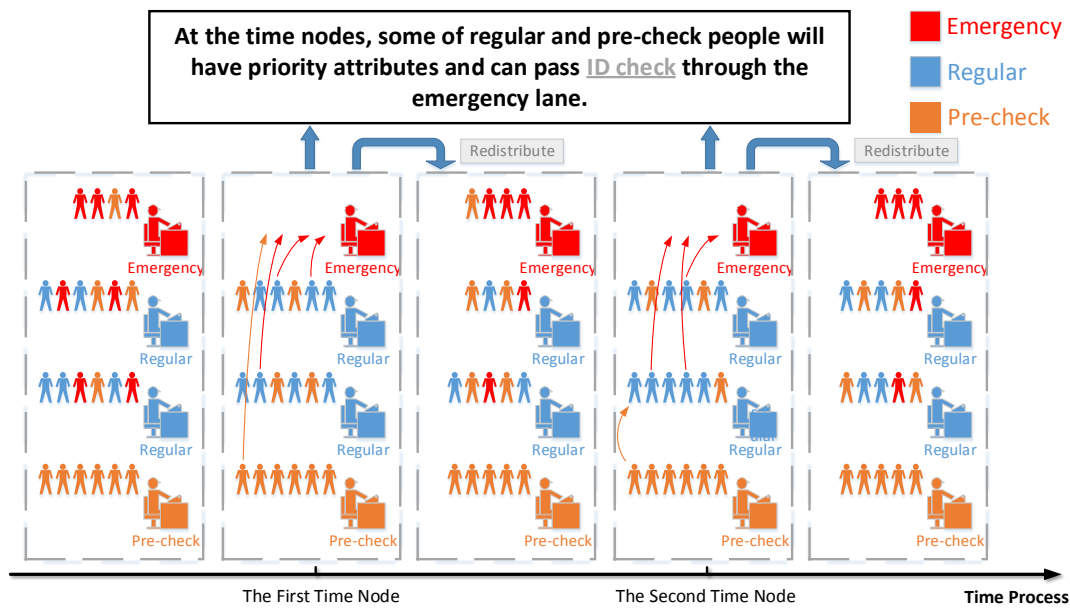 At the time nodes, some of regular and pre-check people will
have priority attributes and can pass ID check through the
emergency lane.
Emergency
Regular
Pre-check
Redistribute
Redistribute
Emergency
Emergency
Emergency
Emergency
Emergency
Regular
Regular
Regular
Regular
Regular
Regular
Regular
Regular
ular
Regular
Regular
Pre-check
Pre-check
Pre-check
Pre-check
Pre-check
The First Time Node
The Second Time Node
Time Process